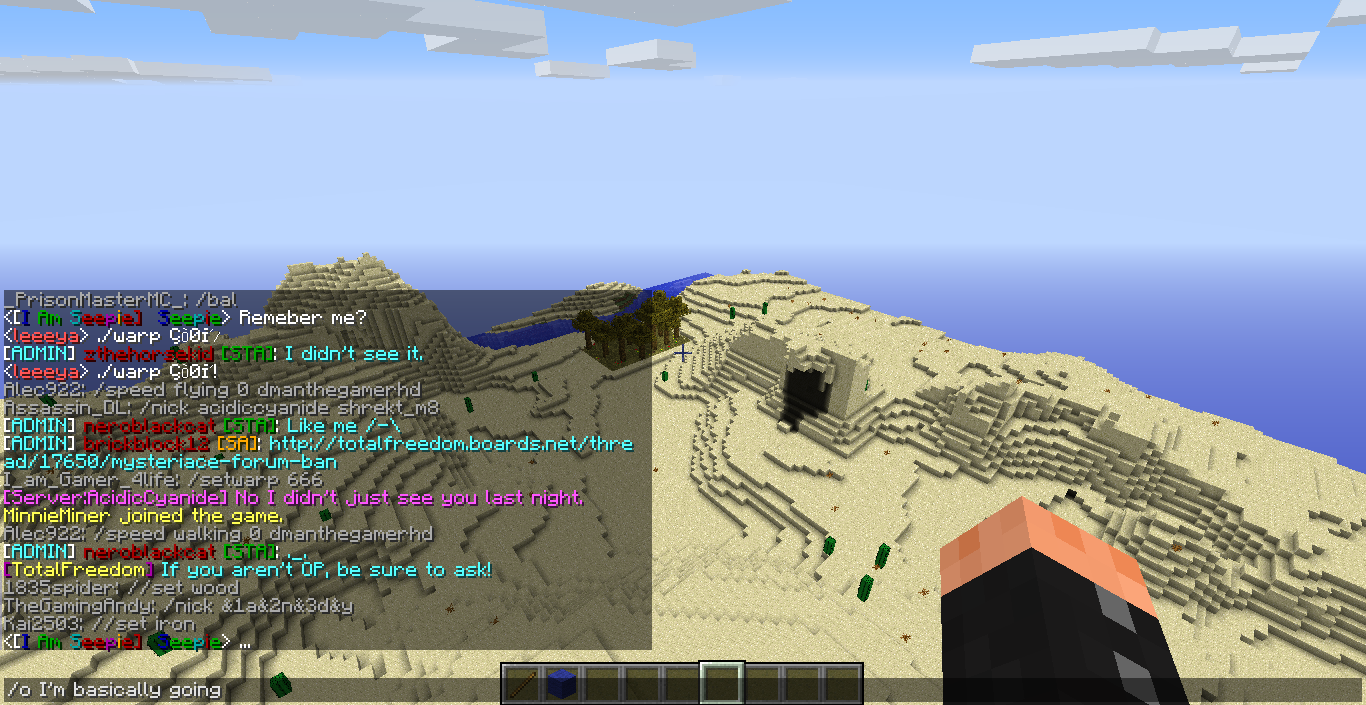 _PrisonMasterMC_: /bal
<[I Am Seepie] Seepie> Remeber me?
<leeeya> ./warp
[ADMIN] zthehorsekid [STA]: I didn't see it.
<leeeya> ./warp
Alec922: /speed flying 0 dmanthegamerhd
Assassin_DL: /nick acidiccyanide shrekt_m8
[ADMIN] neroblackcat [STA]: Like me /-\
[ADMIN] brickblock12 [SA]: http://totalfreedom.boards.net/thre
ad/17650/mysteriace-forum-ban
I_am_Gamer_4life: /setwarp 666
[Server:AcidicCyanide] No I didn't just see you last night.
MinnieMiner joined the game.
Alec922: /speed walking 0 dmanthegamerhd
[ADMIN] neroblackcat [STA]: ._.
[TotalFreedom] If you aren't OP, be sure to ask!
1835spider: //set wood
TheGamingAndy: /nick &1a&2n&3d&y
Kai2503: //set iron
<[I Am Seepie] Seepie> ...
/o I'm basically going